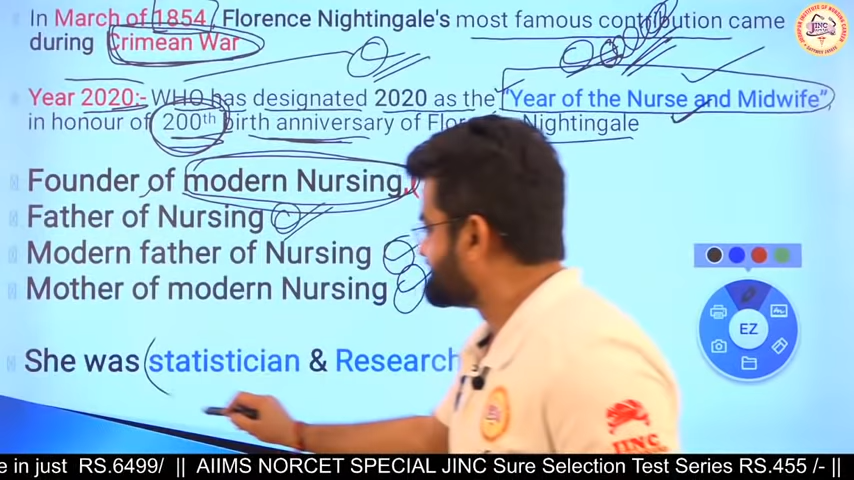 In March of 1854, Florence Nightingale's most famous contribution came
during Crimean War
Year 2020:- WHO has designated 2020 as the "Year of the Nurse and Midwife"
in honour of 200th birth anniversary of Nightingale
Founder of modern Nursing
Father of Nursing
Modern father of Nursing
Mother of modern Nursing
She was statistician & Research
EZ
JINC
JINC
e in just RS.6499/ || AIIMS NORCET SPECIAL JINC Sure Selection Test Series RS.455 /- ||